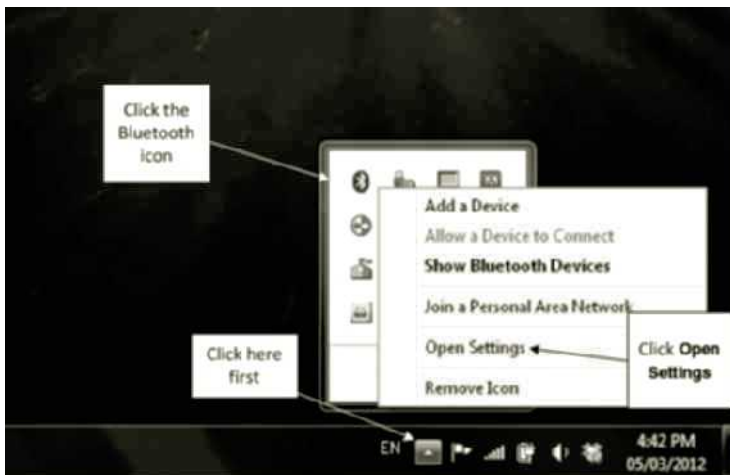 Click the
Bluetooth
icon
Add a Device
Allow a Device to Connect
Show Bluetooth Devices
Join a Personal Area Network
Open Settings
Remove Icon
Click Open
Settings
Click here
first
EN
4:42 PM
05/03/2012